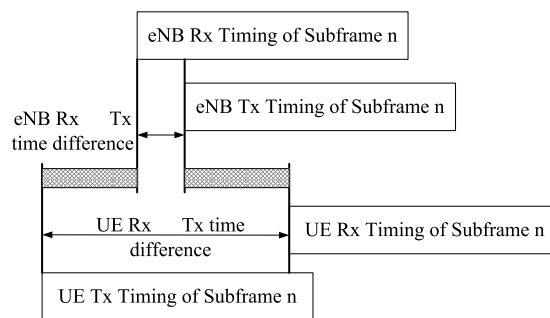 eNB Rx Timing of Subframe n
eNB Tx Timing of Subframe n
eNB Rx Tx
time difference
UE Rx Tx time
difference
UE Rx Timing of Subframe n
UE Tx Timing of Subframe n